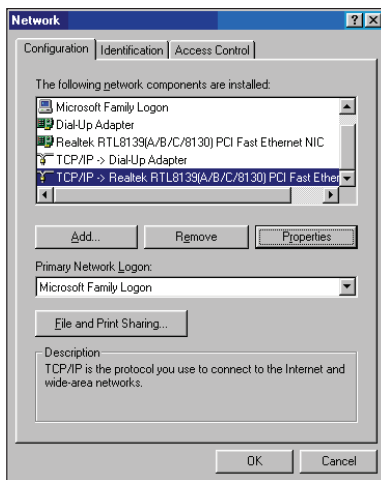 Network
Configuration Identification Access Control
The following network components are installed:
Microsoft Family Logon
Dial-Up Adapter
Realtek RTL8139(A/B/C/8130) PCI Fast Ethernet NIC
TCP/IP -> Dial-Up Adapter
TCP/IP -> Realtek RTL8139(A/B/C/8130) PCI Fast Ether
Add... Remove Properties
Primary Network Logon:
Microsoft Family Logon
File and Print Sharing...
Description
TCP/IP is the protocol you use to connect to the Internet and
wide-area networks.
OK Cancel